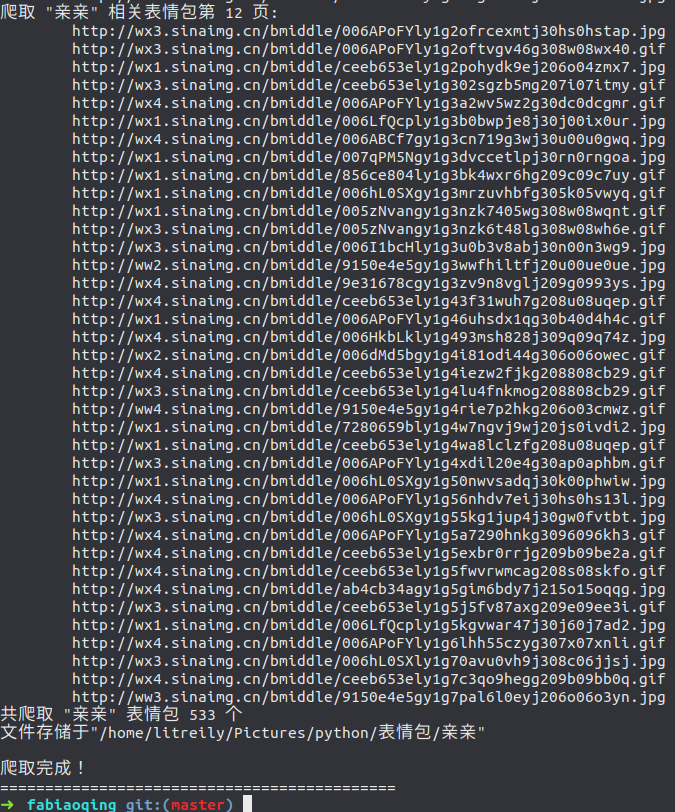 爬取 "亲亲" 相关表情包第 12 页:
http://wx3.sinaimg.cn/bmiddle/006APoFYly1g2ofrcexmtj30hs0hstap.jpg
http://wx3.sinaimg.cn/bmiddle/006APoFYly1g2oftvgv46g308w08wx40.gif
http://wx1.sinaimg.cn/bmiddle/ceeb653ely1g2pohydk9ej206o04zmx7.jpg
http://wx3.sinaimg.cn/bmiddle/ceeb653ely1g302sgzb5mg207i07itmy.gif
http://wx4.sinaimg.cn/bmiddle/006APoFYly1g3a2wv5wz2g30dc0dcgmr.gif
http://wx1.sinaimg.cn/bmiddle/006LfQcply1g3b0bwpje8j30j00ix0ur.jpg
http://wx4.sinaimg.cn/bmiddle/006ABCf7gy1g3cn719g3wj30u00u0gwq.jpg
http://wx1.sinaimg.cn/bmiddle/007qPM5Ngy1g3dvccetlpj30rn0rngoa.jpg
http://wx1.sinaimg.cn/bmiddle/856ce804ly1g3bk4wxr6hg209c09c7uy.gif
http://wx1.sinaimg.cn/bmiddle/006hL0SXgy1g3mrzuvhbfg305k05vwyq.gif
http://wx1.sinaimg.cn/bmiddle/005zNvangy1g3nzk7405wg308w08wqnt.gif
http://wx3.sinaimg.cn/bmiddle/005zNvangy1g3nzk6t48lg308w08wh6e.gif
http://wx3.sinaimg.cn/bmiddle/006I1bcHly1g3u0b3v8abj30n00n3wg9.jpg
http://ww2.sinaimg.cn/bmiddle/9150e4e5gy1g3wwfhiltfj20u00ue0ue.jpg
http://wx4.sinaimg.cn/bmiddle/9e31678cgy1g3zv9n8vglj209g0993ys.jpg
http://wx4.sinaimg.cn/bmiddle/ceeb653ely1g43f31wuh7g208u08uqep.gif
http://wx1.sinaimg.cn/bmiddle/006APoFYly1g46uhsdx1qg30b40d4h4c.gif
http://wx4.sinaimg.cn/bmiddle/006HkbLkly1g493msh828j309q09q74z.jpg
http://wx2.sinaimg.cn/bmiddle/006dMd5bgy1g4i81odi44g306o06owec.gif
http://wx4.sinaimg.cn/bmiddle/ceeb653ely1g4iezw2fjkg208808cb29.gif
http://wx3.sinaimg.cn/bmiddle/ceeb653ely1g4lu4fnkmog208808cb29.gif
http://ww4.sinaimg.cn/bmiddle/9150e4e5gy1g4rie7p2hkg206o03cmwz.gif
http://wx1.sinaimg.cn/bmiddle/7280659bly1g4w7ngvj9wj20js0ivdi2.jpg
http://wx1.sinaimg.cn/bmiddle/ceeb653ely1g4wa8lclzfg208u08uqep.gif
http://wx3.sinaimg.cn/bmiddle/006APoFYly1g4xdil20e4g30ap0aphbm.gif
http://wx1.sinaimg.cn/bmiddle/006hL0SXgy1g50nwvsadqj30k00phwiw.jpg
http://wx4.sinaimg.cn/bmiddle/006APoFYly1g56nhdv7eij30hs0hs13l.jpg
http://wx3.sinaimg.cn/bmiddle/006hL0SXgy1g55kg1jup4j30gw0fvtbt.jpg
http://wx4.sinaimg.cn/bmiddle/006APoFYly1g5a7290hnkg3096096kh3.gif
http://wx4.sinaimg.cn/bmiddle/ceeb653ely1g5exbr0rrjg209b09be2a.gif
http://wx4.sinaimg.cn/bmiddle/ceeb653ely1g5fwvrwmcag208s08skfo.gif
http://wx4.sinaimg.cn/bmiddle/ab4cb34agy1g5gim6bdy7j215o15oqqg.jpg
http://wx3.sinaimg.cn/bmiddle/ceeb653ely1g5j5fv87axg209e09ee3i.gif
http://wx1.sinaimg.cn/bmiddle/006LfQcply1g5kgvwar47j30j60j7ad2.jpg
http://wx4.sinaimg.cn/bmiddle/006APoFYly1g6lhh55czyg307x07xnli.gif
http://wx3.sinaimg.cn/bmiddle/006hL0SXly1g70avu0vh9j308c06jjsj.jpg
http://wx4.sinaimg.cn/bmiddle/ceeb653ely1g7c3qo9hegg209b09bb0q.gif
http://ww3.sinaimg.cn/bmiddle/9150e4e5gy1g7pal6l0eyj206o06o3yn.jpg
共爬取 "亲亲" 表情包 533 个
文件存储于"/home/litreily/Pictures/python/表情包/亲亲"
爬取完成！
============================================
➜ fabiaoqing git:(master)